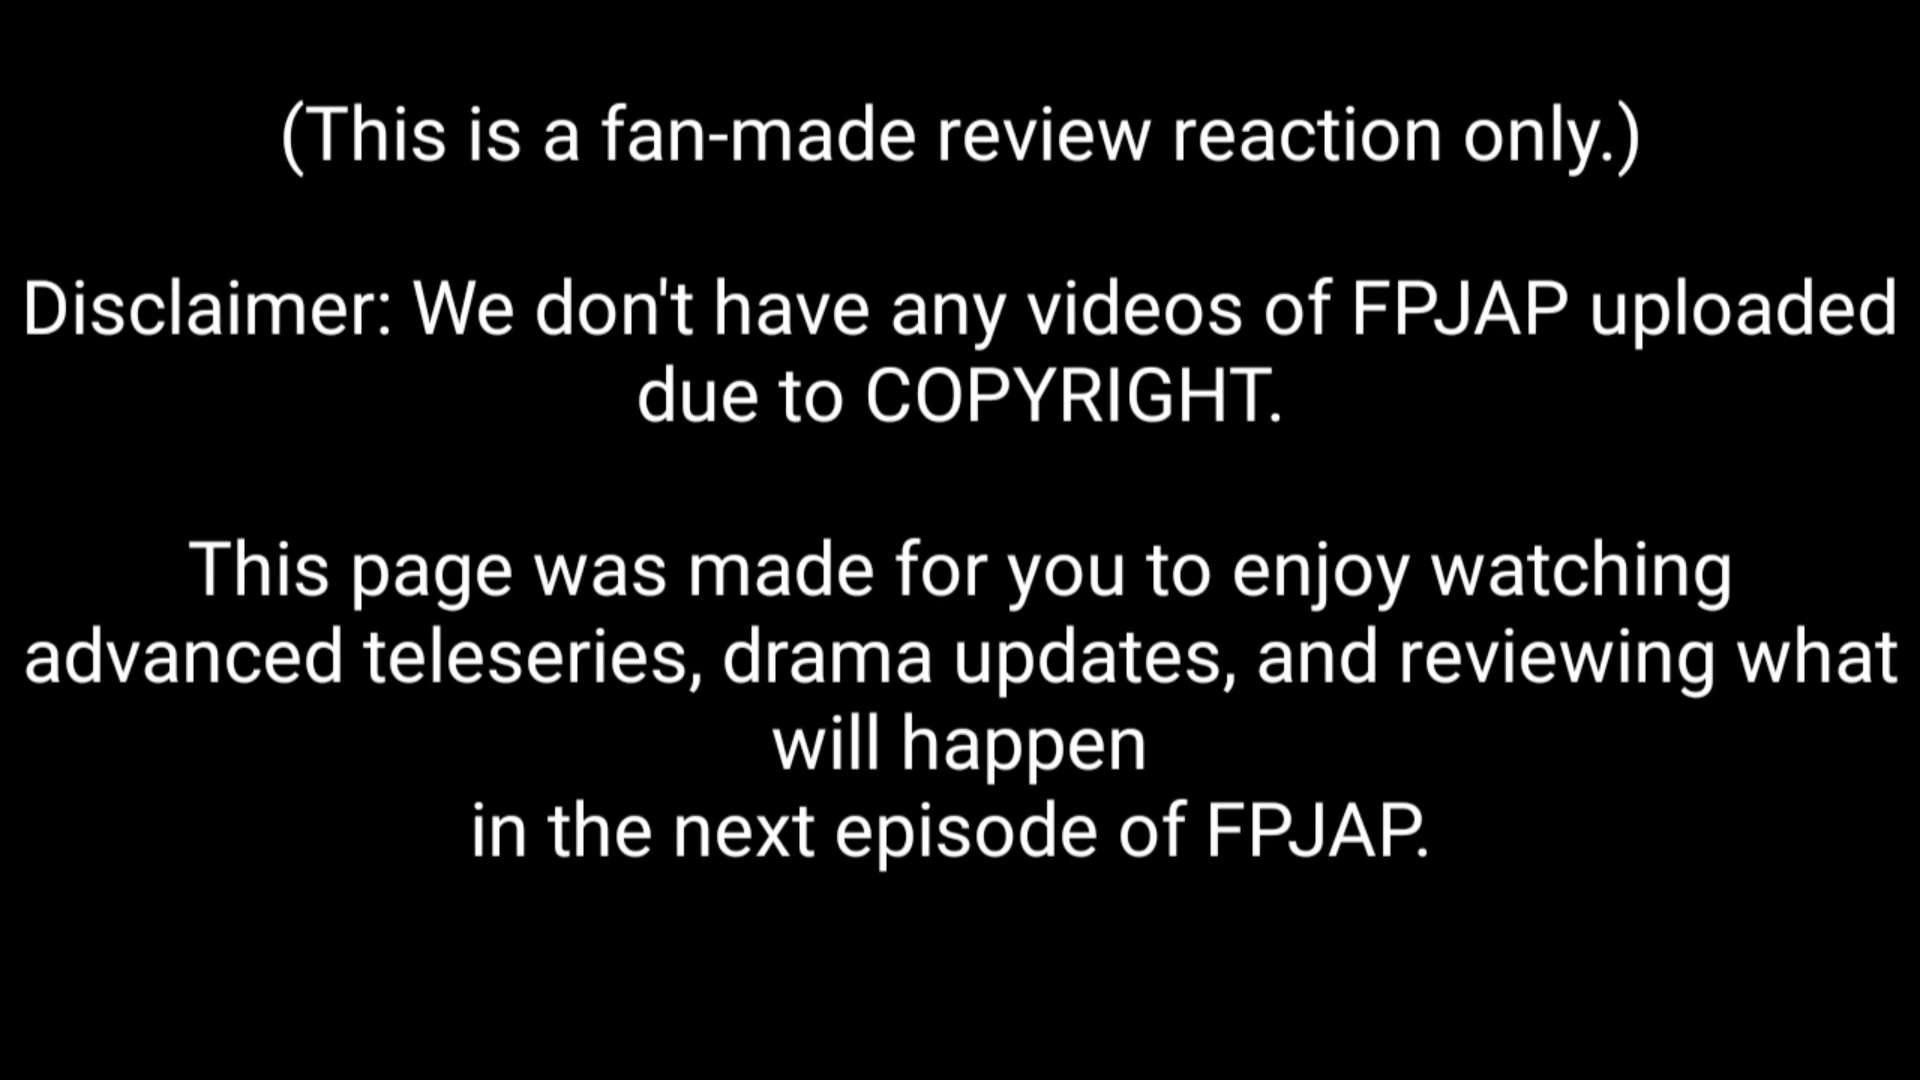 (This is a fan-made review reaction only.)
Disclaimer: We don't have any videos of FPJAP uploaded
due to COPYRIGHT.
This page was made for you to enjoy watching
advanced teleseries, drama updates, and reviewing what
will happen
in the next episode of FPJAP.